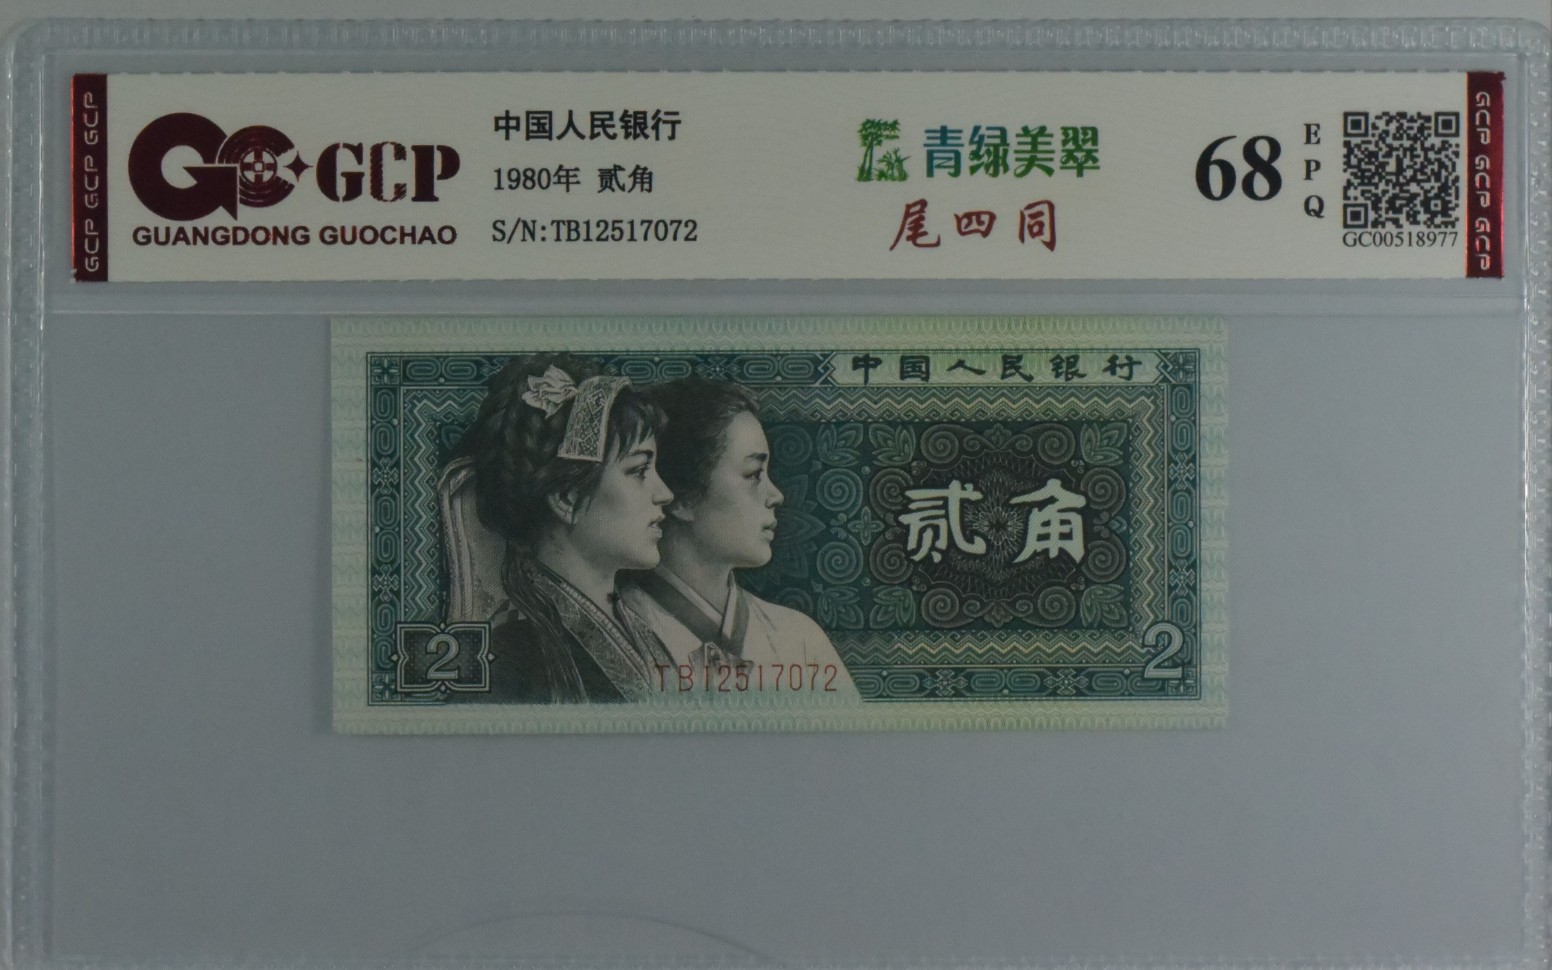 GCP GCP GCP
GCP
GUANGDONG GUOCHAO
中国人民银行
1980年 贰角
S/N:TB12517072
青绿美翠
尾四同
68
EPQ
GC00518977
GCP GCP GCP
中国人民银行
贰角
2
2
TB12517072